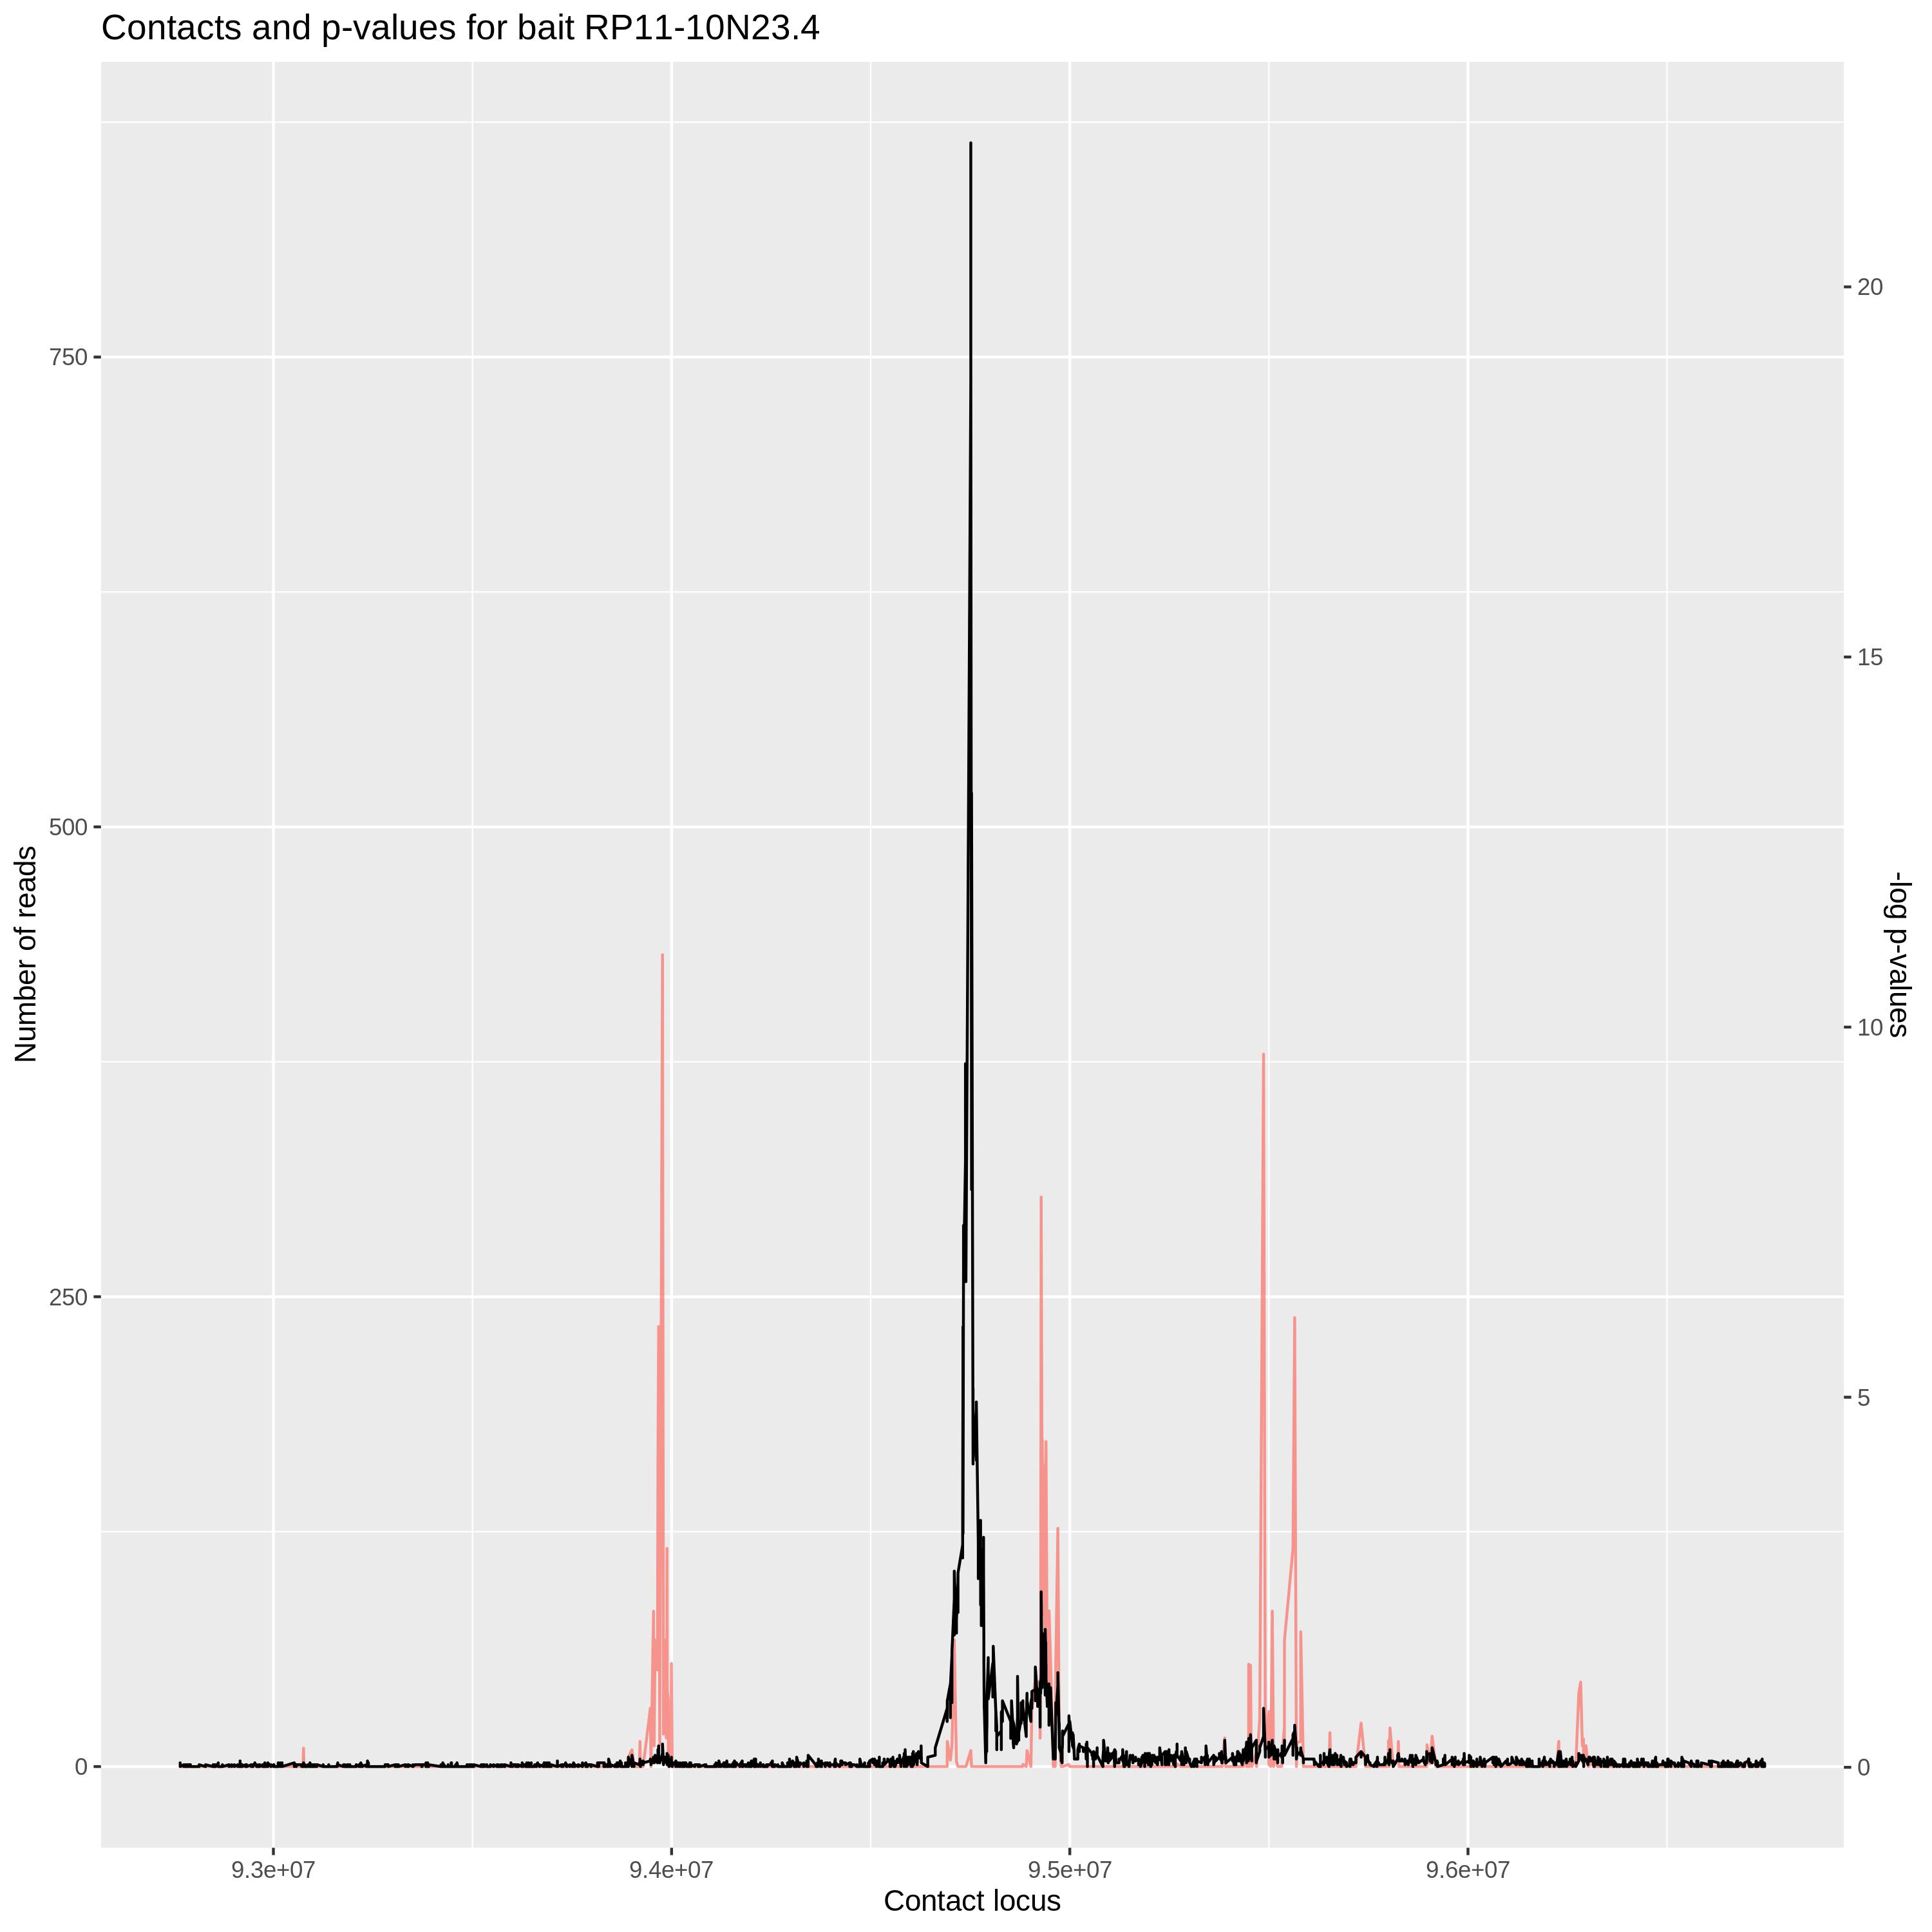 Contacts and p-values for bait RP11-10N23.4
750
500
250
0
20
15
10
5
0
Number of reads
-log p-values
9.3e+07
9.4e+07
9.5e+07
9.6e+07
Contact locus